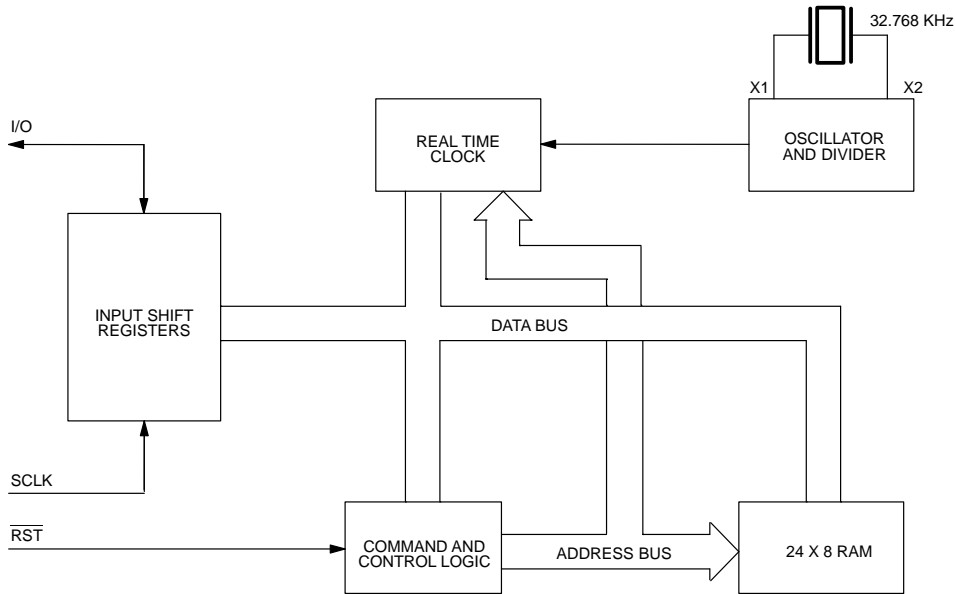 32.768 KHz
X1
X2
I/O
REAL TIME
CLOCK
OSCILLATOR
AND DIVIDER
INPUT SHIFT
REGISTERS
DATA BUS
SCLK
RST
COMMAND AND
CONTROL LOGIC
ADDRESS BUS
24 X 8 RAM